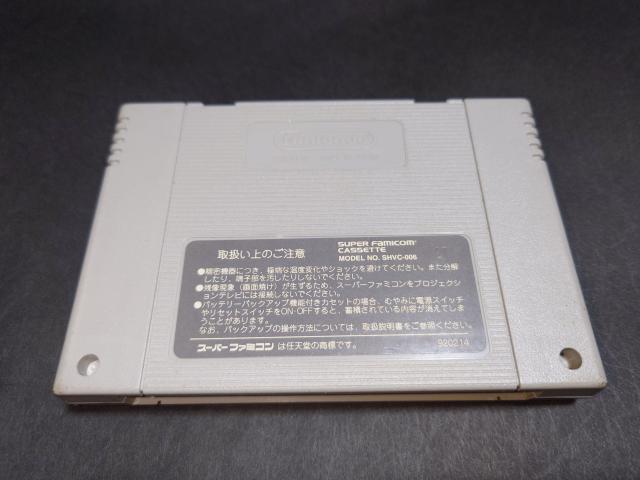 Nintendo
取扱い上のご注意
SUPER FAMICOM
CASSETTE
MODEL NO. SHVC-006
●精密機器につき、極端な温度変化やショックを避けてください。また分解
したり、端子部を汚したりしないでください。
●残像現象（画面焼け）が生ずるため、スーパーファミコンをプロジェクシ
ョンテレビには接続しないでください。
●バッテリーバックアップ機能付きカセットの場合、むやみに電源スイッチ
やリセットスイッチをON・OFFすると、蓄積されている内容が消えてしま
うことがあります。
なお、バックアップの操作方法については、取扱説明書をご参照ください。
スーパーファミコン は任天堂の商標です。
920214